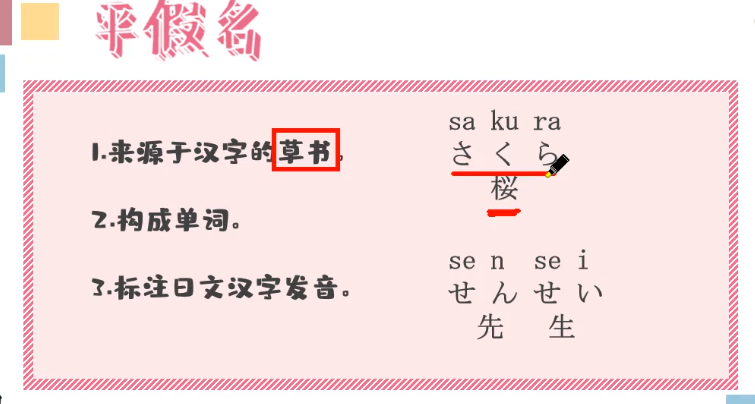 平假名
1.来源于汉字的草书。
2.构成单词。
3.标注日文汉字发音。
sa ku ra
さ く ら
桜
se n se i
せ ん せ い
先 生